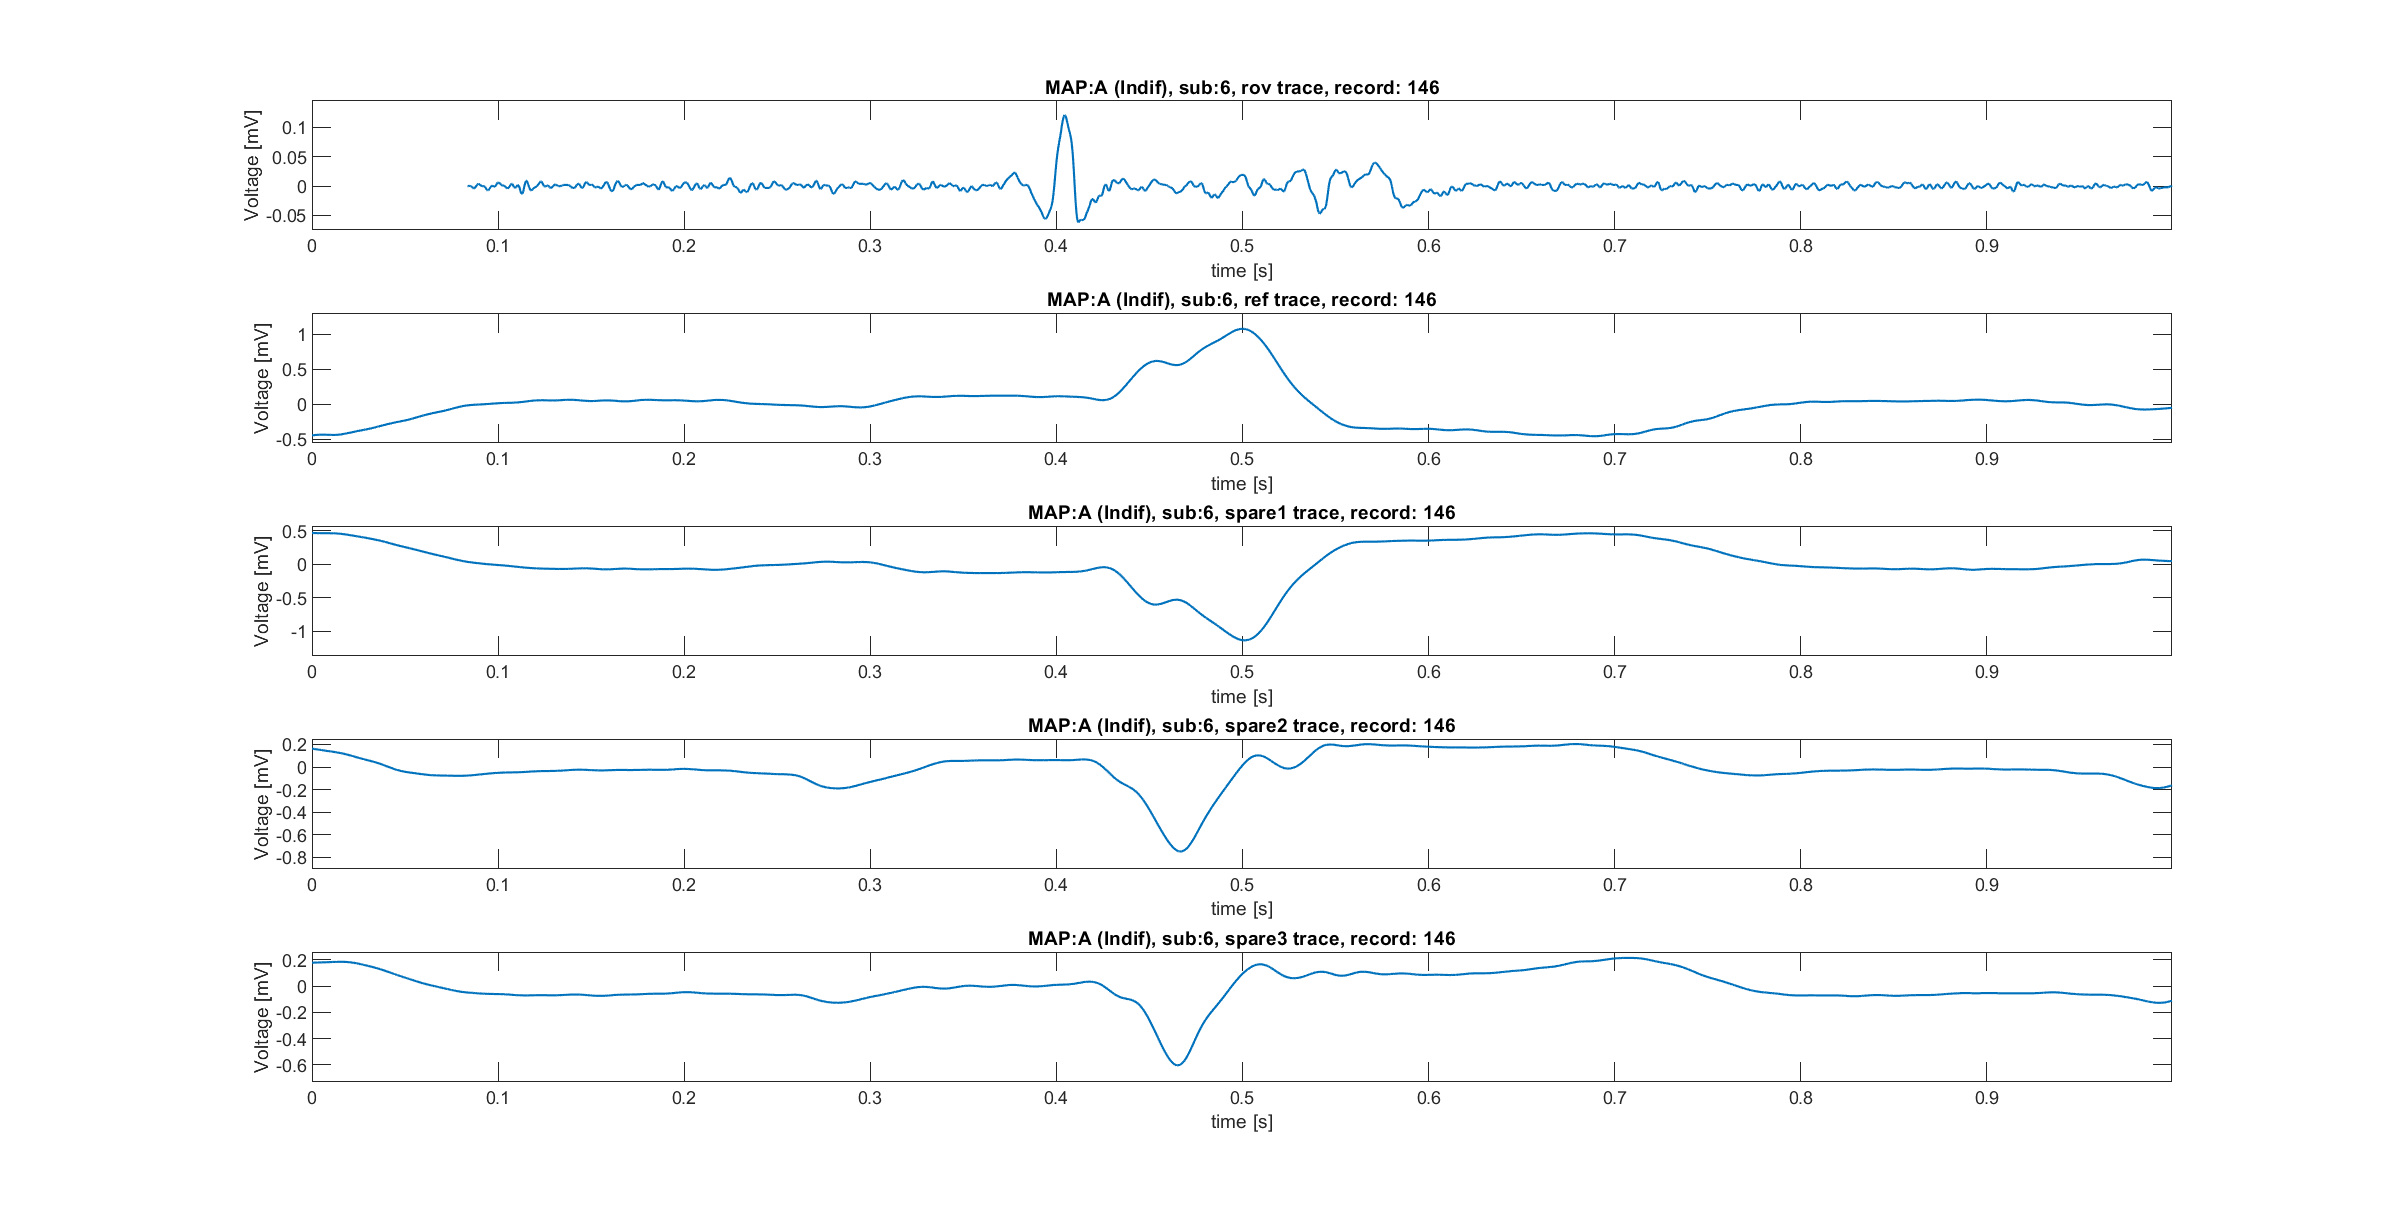 MAP:A (Indif), sub:6, rov trace, record: 146
Voltage [mV]
0.1
0.05
0
-0.05
0 0.1 0.2 0.3 0.4 0.5 0.6 0.7 0.8 0.9
time [s]
MAP:A (Indif), sub:6, ref trace, record: 146
Voltage [mV]
1
0.5
0
-0.5
0 0.1 0.2 0.3 0.4 0.5 0.6 0.7 0.8 0.9
time [s]
MAP:A (Indif), sub:6, spare1 trace, record: 146
Voltage [mV]
0.5
0
-0.5
-1
0 0.1 0.2 0.3 0.4 0.5 0.6 0.7 0.8 0.9
time [s]
MAP:A (Indif), sub:6, spare2 trace, record: 146
Voltage [mV]
0.2
0
-0.2
-0.4
-0.6
-0.8
0 0.1 0.2 0.3 0.4 0.5 0.6 0.7 0.8 0.9
time [s]
MAP:A (Indif), sub:6, spare3 trace, record: 146
Voltage [mV]
0.2
0
-0.2
-0.4
-0.6
0 0.1 0.2 0.3 0.4 0.5 0.6 0.7 0.8 0.9
time [s]